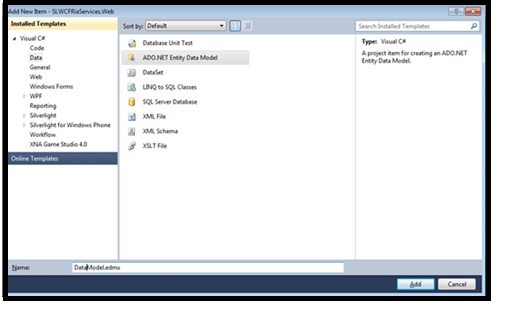 Add New Item - SLWCFRiaServices.Web
Installed Templates
Visual C#
Code
Data
General
Web
Windows Forms
WPF
Reporting
Silverlight
Silverlight for Windows Phone
Workflow
XNA Game Studio 4.0
Online Templates
Sort by: Default
Database Unit Test
ADO.NET Entity Data Model
DataSet
LINQ to SQL Classes
SQL Server Database
XML File
XML Schema
XSLT File
Search Installed Templates
Type: Visual C#
A project item for creating an ADO.NET
Entity Data Model.
Name: DataModel.edmx
Add Cancel